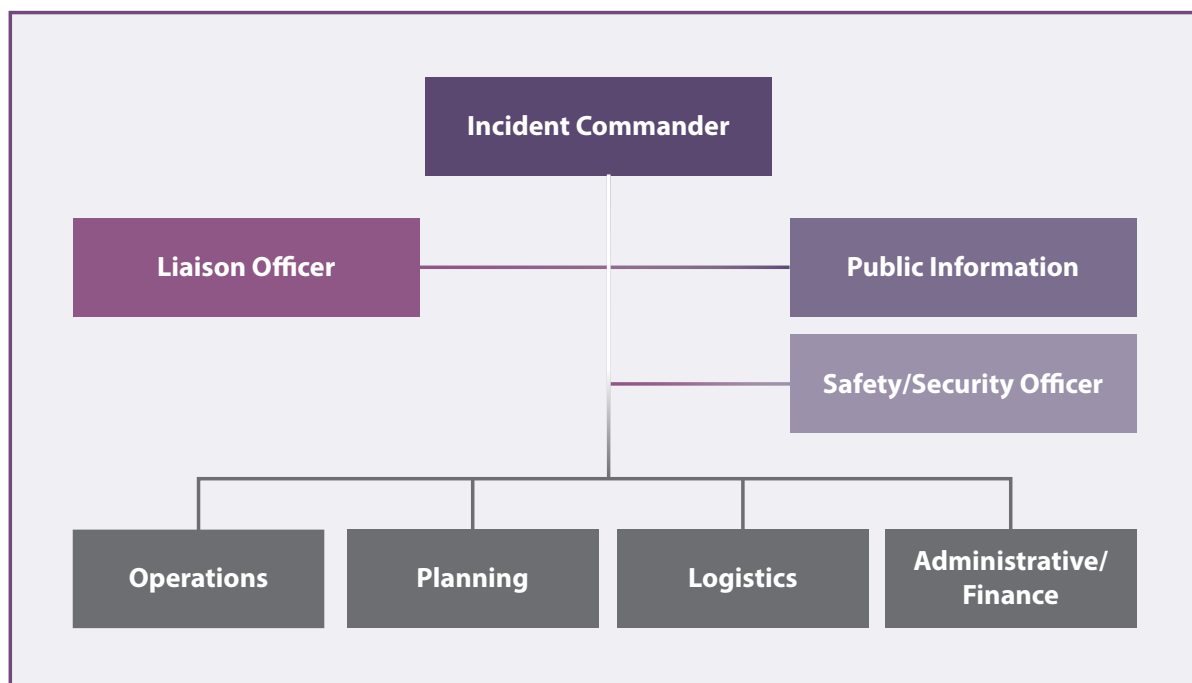 Incident Commander
Liaison Officer
Public Information
Safety/Security Officer
Operations
Planning
Logistics
Administrative/
Finance